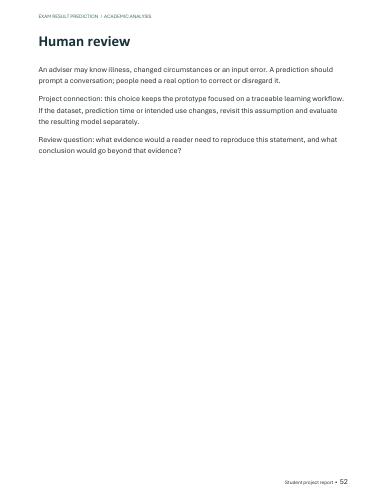 EXAM RESULT PREDICTION / ACADEMIC ANALYSIS
Human review
An adviser may know illness, changed circumstances or an input error. A prediction should
prompt a conversation; people need a real option to correct or disregard it.
Project connection: this choice keeps the prototype focused on a traceable learning workflow.
If the dataset, prediction time or intended use changes, revisit this assumption and evaluate
the resulting model separately.
Review question: what evidence would a reader need to reproduce this statement, and what
conclusion would go beyond that evidence?
Student project report • 52